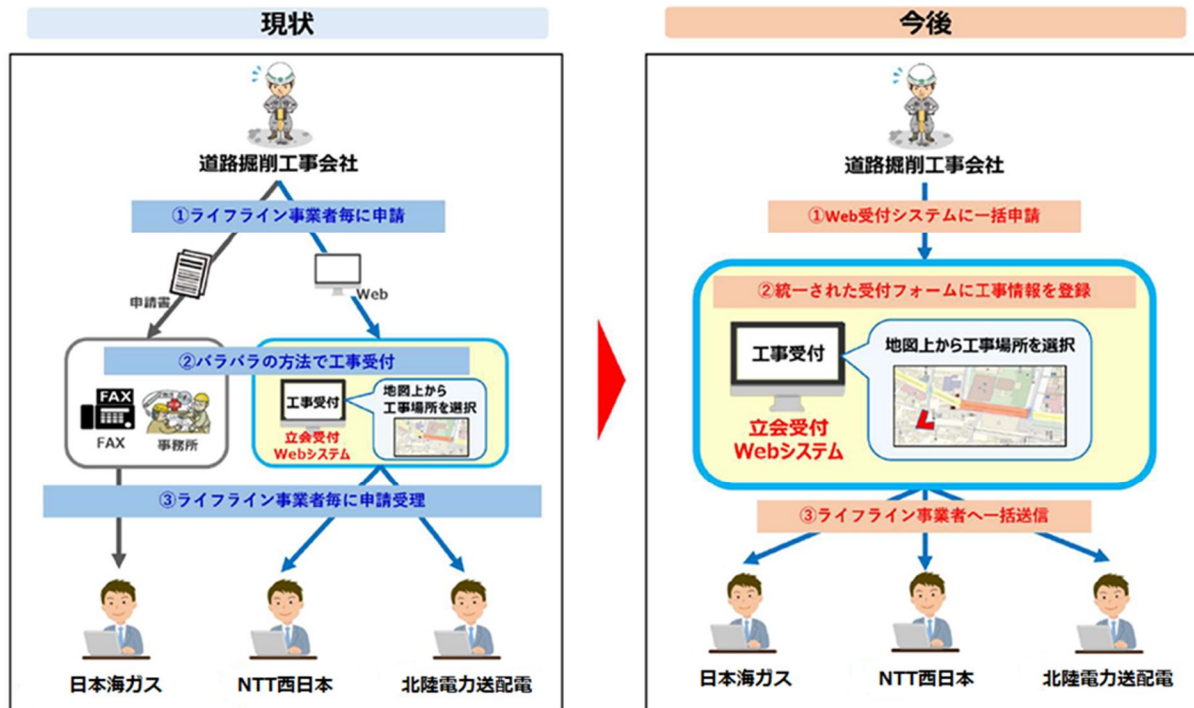 現状
道路掘削工事会社
①ライフライン事業者毎に申請
申請書
Web
②バラバラの方法で工事受付
FAX
FAX
事務所
工事受付
立会受付
Webシステム
地図上から
工事場所を選択
③ライフライン事業者毎に申請受理
日本海ガス
NTT西日本
北陸電力送配電
今後
道路掘削工事会社
①Web受付システムに一括申請
②統一された受付フォームに工事情報を登録
工事受付
立会受付
Webシステム
地図上から工事場所を選択
③ライフライン事業者へ一括送信
日本海ガス
NTT西日本
北陸電力送配電